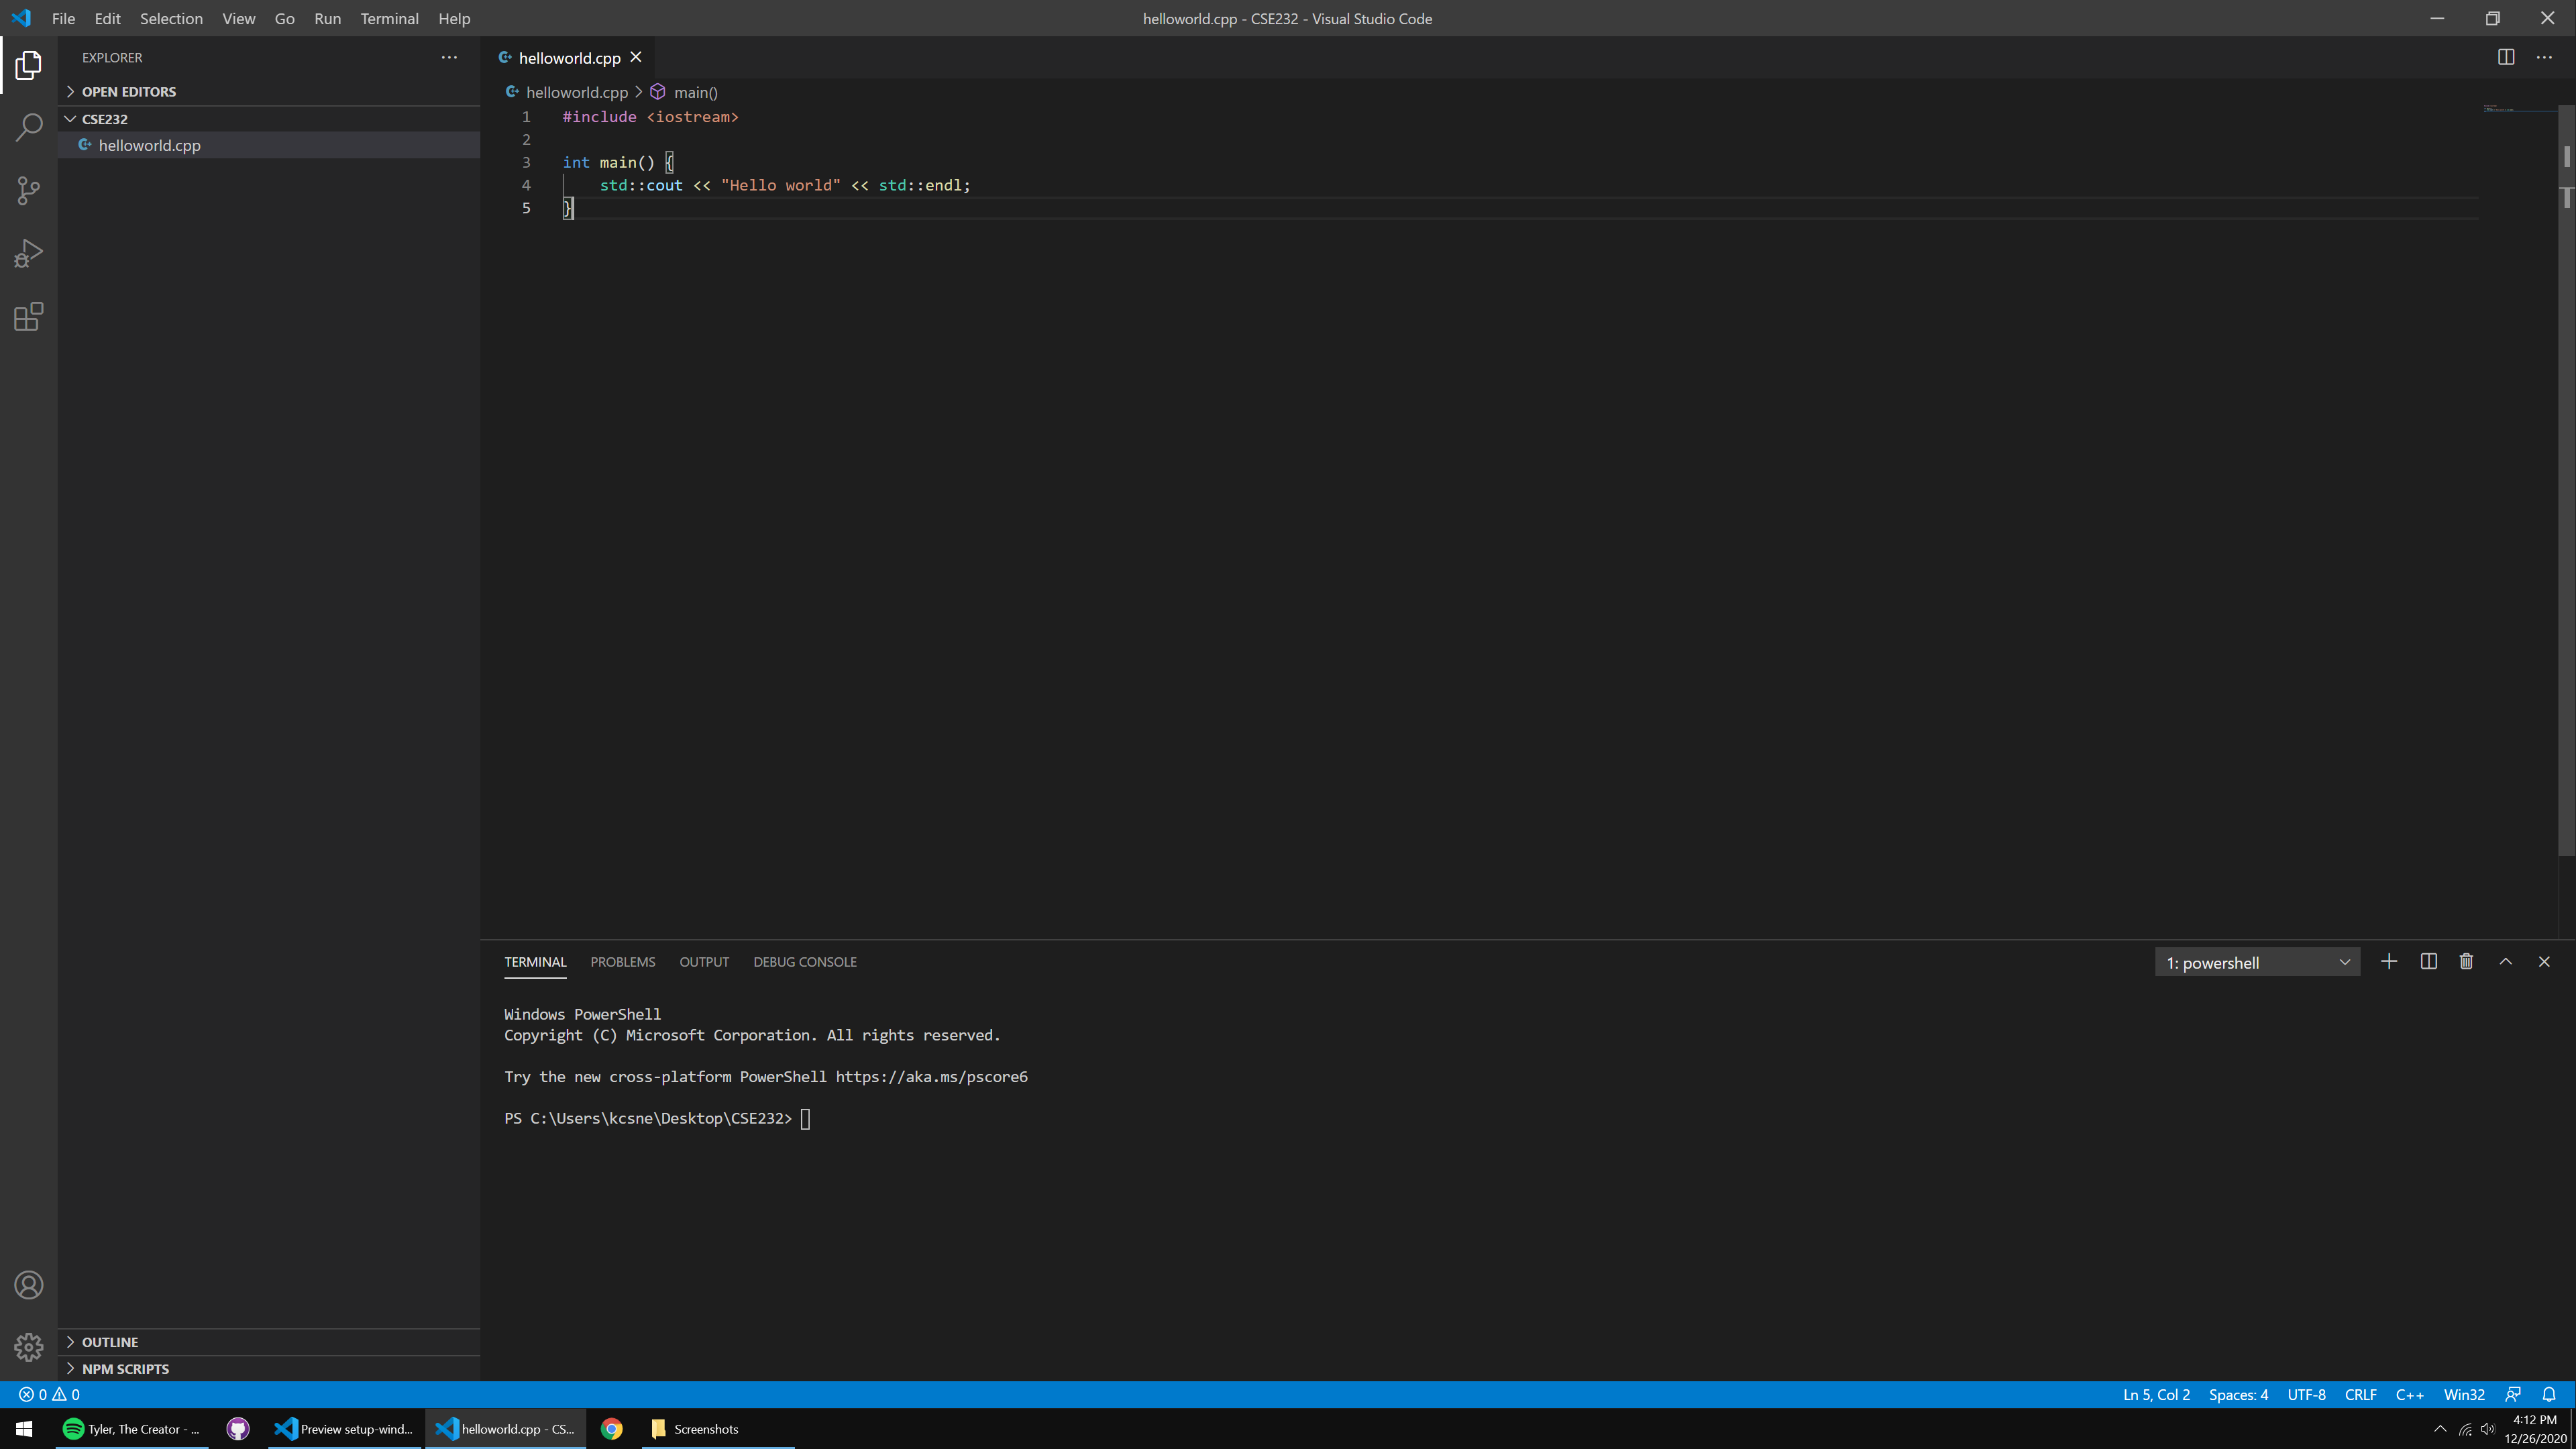 File Edit Selection View Go Run Terminal Help
helloworld.cpp - CSE232 - Visual Studio Code
EXPLORER
OPEN EDITORS
CSE232
helloworld.cpp
helloworld.cpp
helloworld.cpp > main()
1 #include <iostream>
2
3 int main() {
4 std::cout << "Hello world" << std::endl;
5 }
TERMINAL PROBLEMS OUTPUT DEBUG CONSOLE
1: powershell
Windows PowerShell
Copyright (C) Microsoft Corporation. All rights reserved.
Try the new cross-platform PowerShell https://aka.ms/pscore6
PS C:\Users\kcsne\Desktop\CSE232>
OUTLINE
NPM SCRIPTS
0 0
Ln 5, Col 2 Spaces: 4 UTF-8 CRLF C++ Win32
Tyler, The Creator - ...
Preview setup-wind...
helloworld.cpp - CS...
Screenshots
4:12 PM
12/26/2020